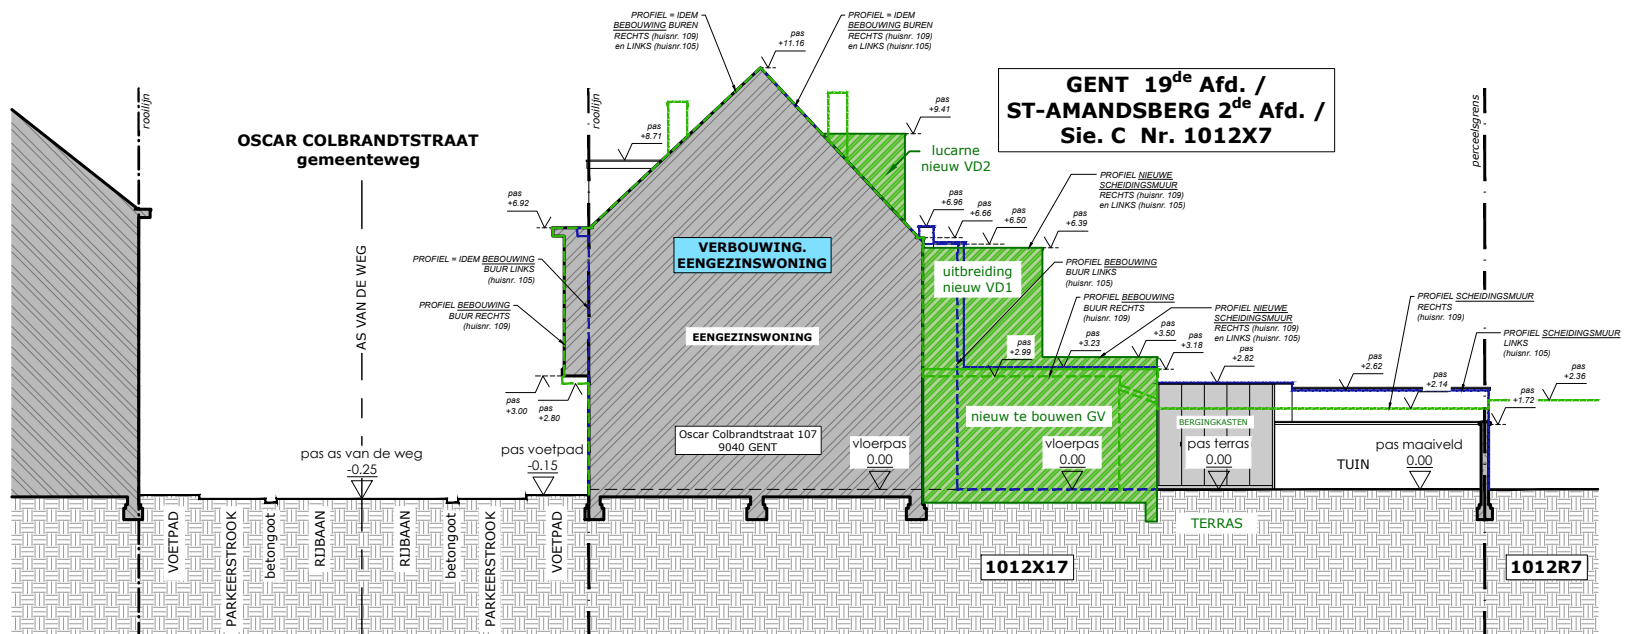 PROFIEL = IDEM
BEBOUWING BUREN
RECHTS (huisnr. 109)
en LINKS (huisnr.105)
pas
+11.16
PROFIEL = IDEM
BEBOUWING BUREN
RECHTS (huisnr. 109)
en LINKS (huisnr.105)
GENT 19de Afd. /
ST-AMANDSBERG 2de Afd. /
Sie. C Nr. 1012X7
rooilijn
rooilijn
perceelsgrens
OSCAR COLBRANDTSTRAAT
gemeenteweg
pas
+8.71
pas
+9.41
lucarne
nieuw VD2
PROFIEL NIEUWE
SCHEIDINGSMUUR
RECHTS (huisnr. 109)
en LINKS (huisnr. 105)
pas
+6.92
pas
+6.96
pas
+6.66
pas
+6.50
pas
+6.39
AS VAN DE WEG
VERBOUWING.
EENGEZINSWONING
PROFIEL = IDEM BEBOUWING
BUUR LINKS
(huisnr. 105)
uitbreiding
nieuw VD1
PROFIEL BEBOUWING
BUUR LINKS
(huisnr. 105)
PROFIEL BEBOUWING
BUUR RECHTS
(huisnr. 109)
PROFIEL BEBOUWING
BUUR RECHTS
(huisnr. 109)
PROFIEL NIEUWE
SCHEIDINGSMUUR
RECHTS (huisnr. 109)
en LINKS (huisnr. 105)
PROFIEL SCHEIDINGSMUUR
RECHTS
(huisnr. 109)
PROFIEL SCHEIDINGSMUUR
LINKS
(huisnr. 105)
EENGEZINSWONING
pas
+2.99
pas
+3.23
pas
+3.50
pas
+3.18
pas
+2.82
pas
+2.62
pas
+2.14
pas
+2.36
pas
+1.72
pas
+3.00
pas
+2.80
nieuw te bouwen GV
BERGINGKASTEN
Oscar Colbrandtstraat 107
9040 GENT
pas as van de weg
-0.25
pas voetpad
-0.15
vloerpas
0.00
vloerpas
0.00
pas terras
0.00
TUIN
pas maaiveld
0.00
VOETPAD
PARKEERSTROOK
betongoot
RIJBAAN
RIJBAAN
betongoot
PARKEERSTROOK
VOETPAD
TERRAS
1012X17
1012R7